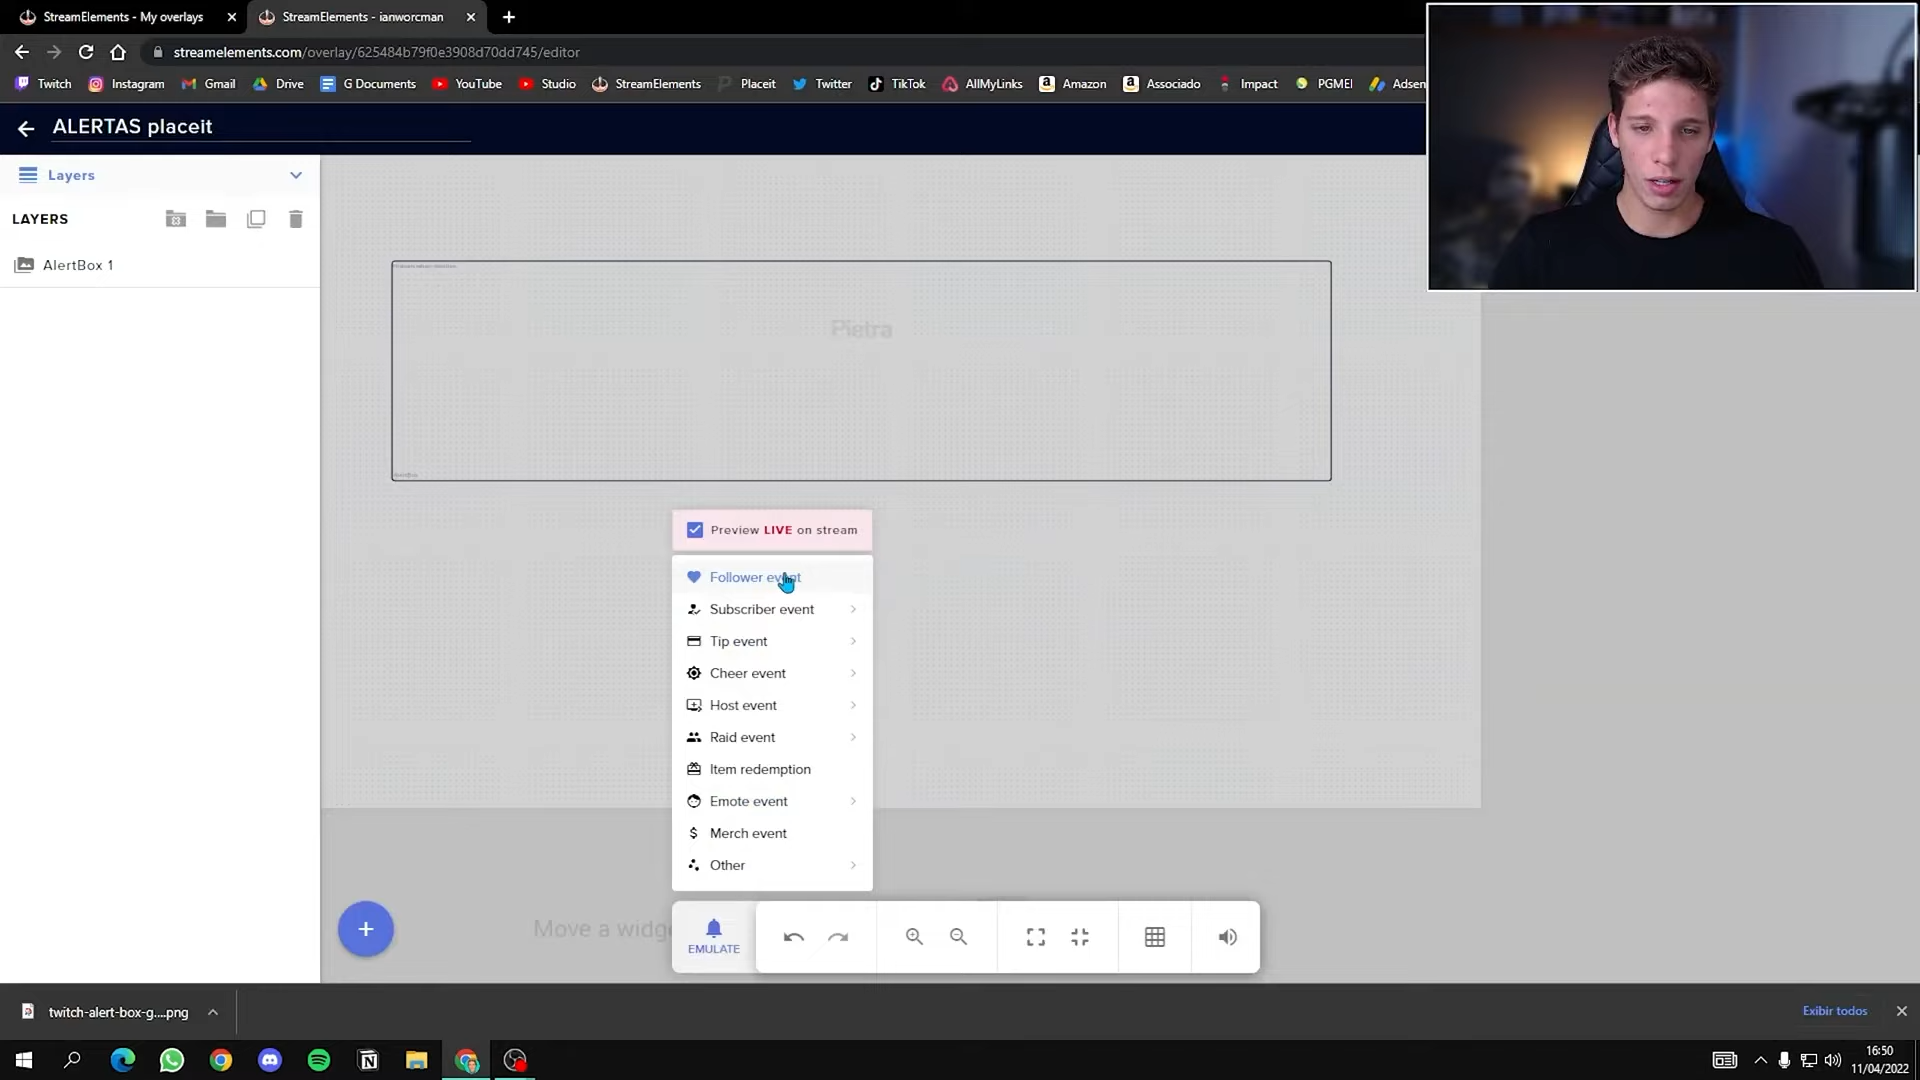 StreamElements - My overlays
StreamElements - ianworcman
streamelements.com/overlay/625484b79f0e3908d70dd745/editor
Twitch
Instagram
Gmail
Drive
G Documents
YouTube
Studio
StreamElements
Placeit
Twitter
TikTok
AllMyLinks
Amazon
Associado
Impact
PGMEI
Adsen
ALERTAS placeit
Layers
LAYERS
AlertBox 1
Pietra
Preview LIVE on stream
Follower event
Subscriber event
Tip event
Cheer event
Host event
Raid event
Item redemption
Emote event
Merch event
Other
Move a widg
EMULATE
twitch-alert-box-g....png
Exibir todos
16:50
11/04/2022